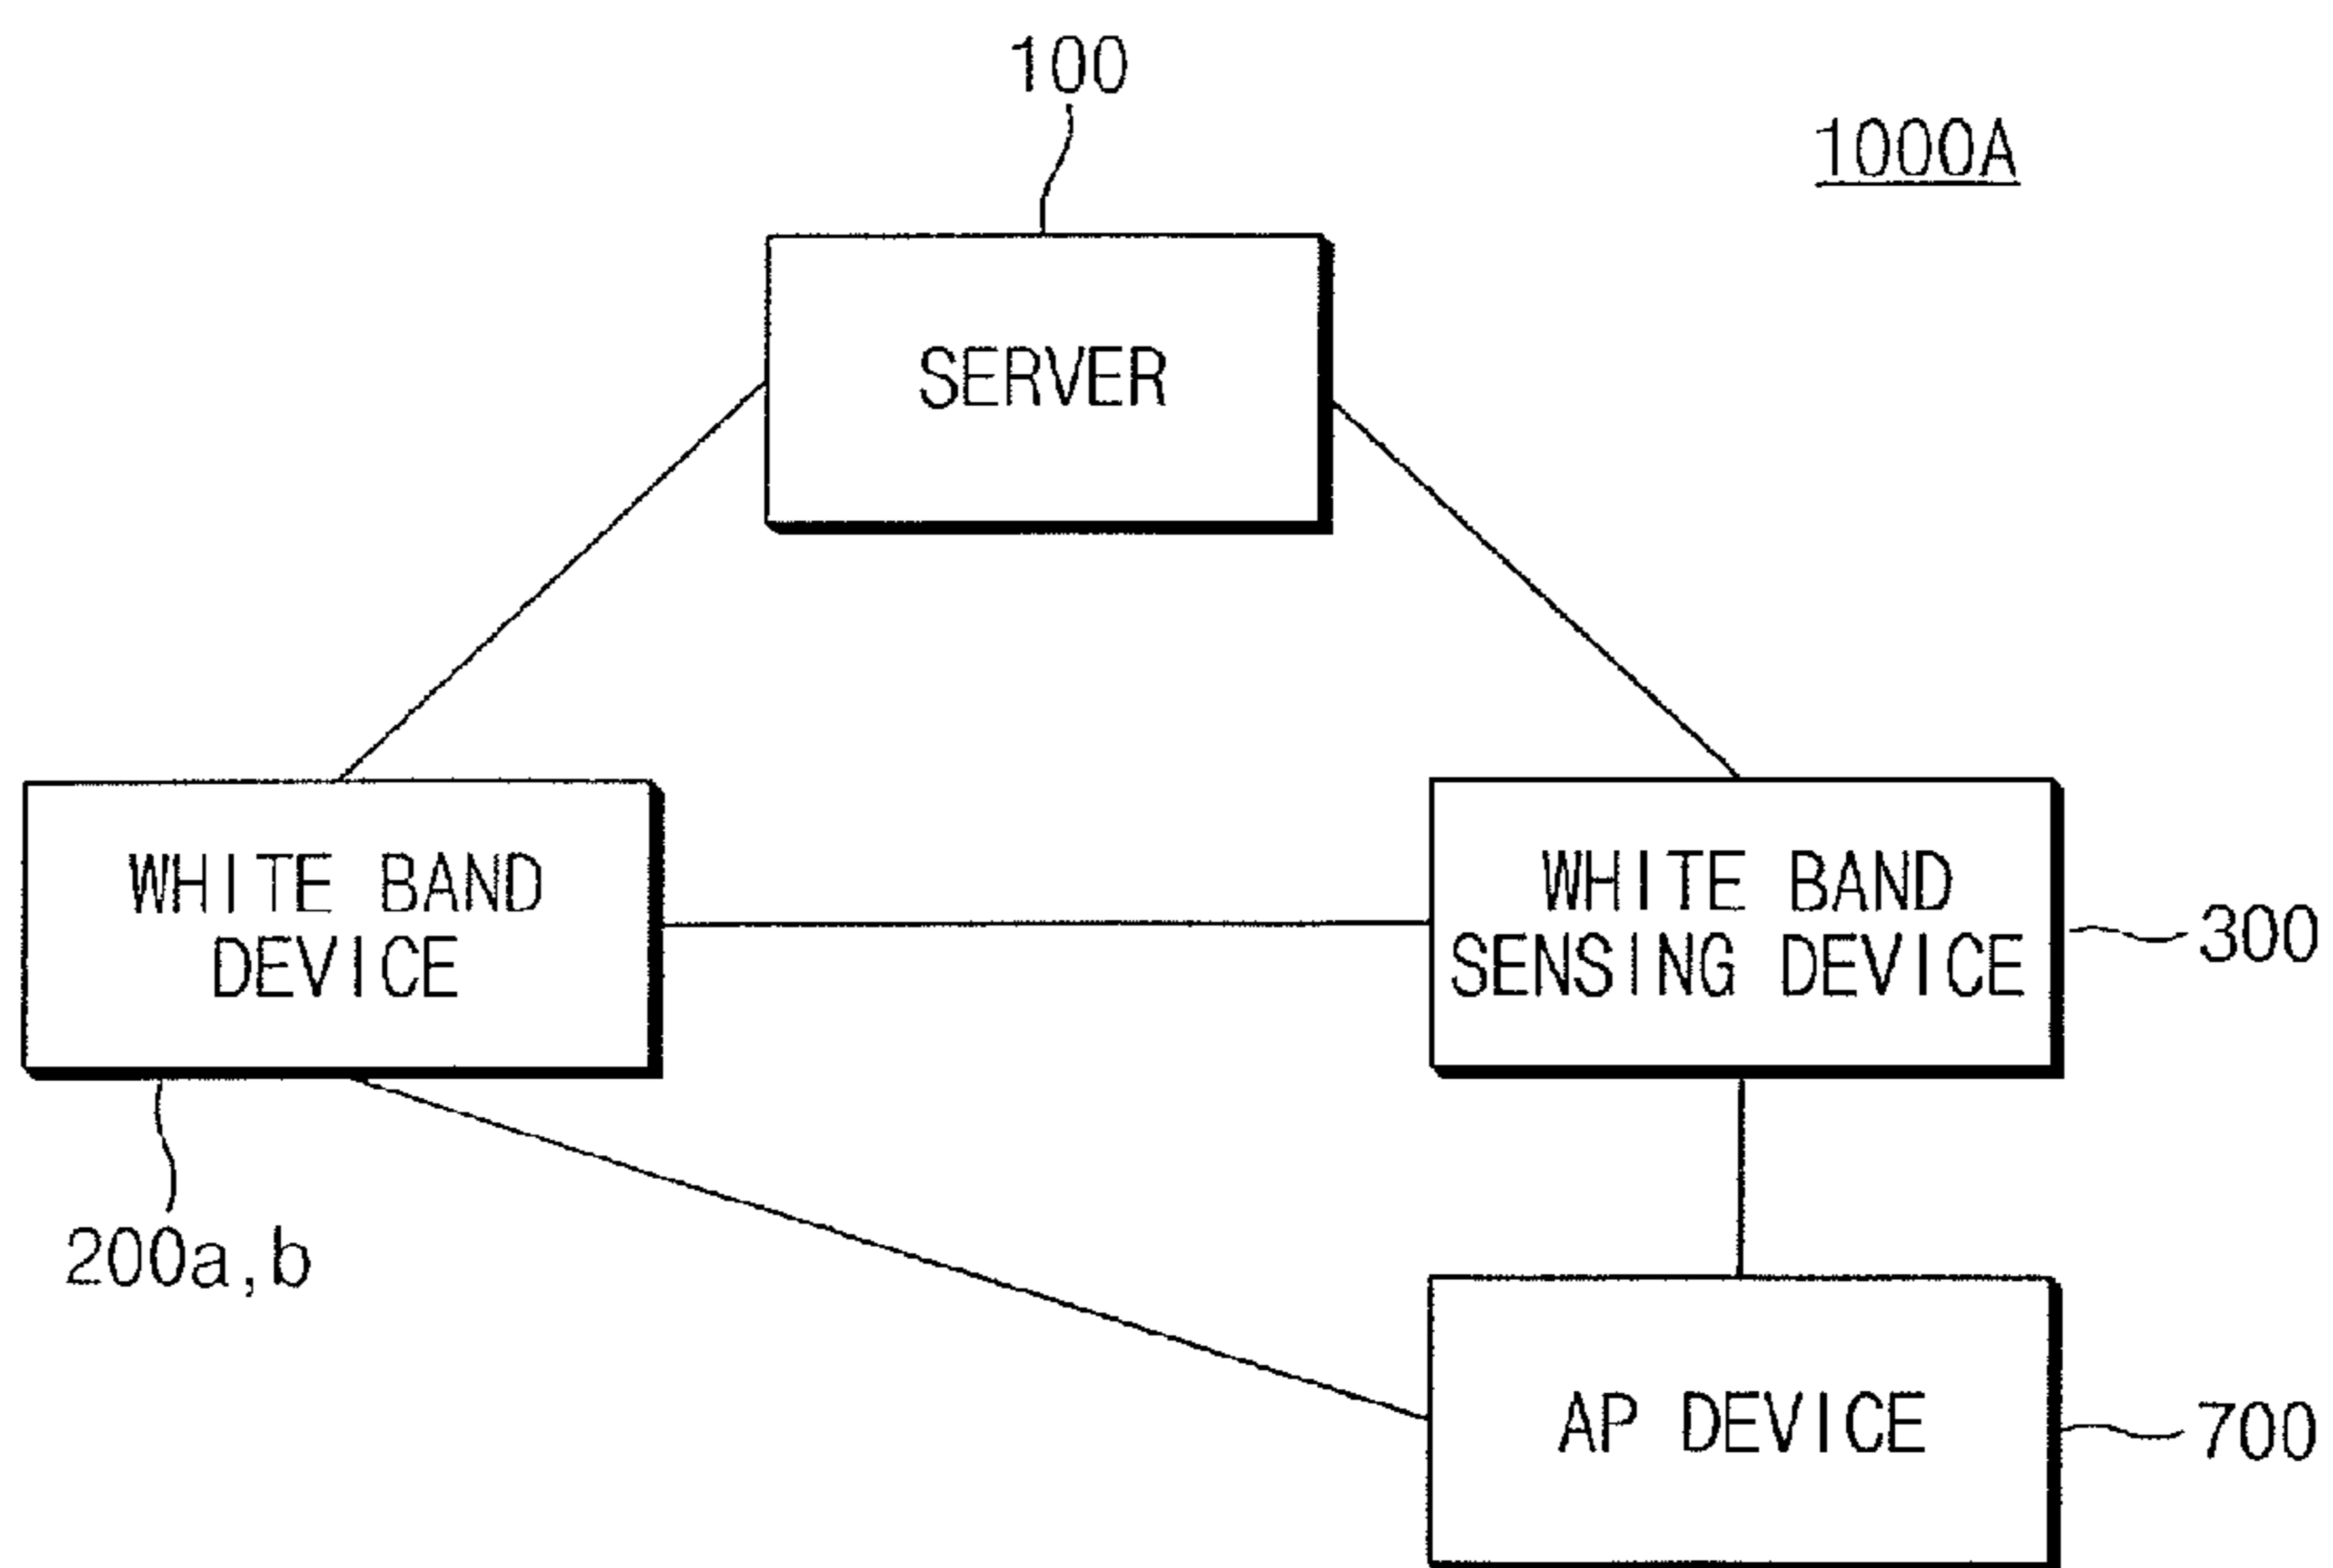 100
1000A
SERVER
WHITE BAND
DEVICE
WHITE BAND
SENSING DEVICE
300
200a,b
AP DEVICE
700